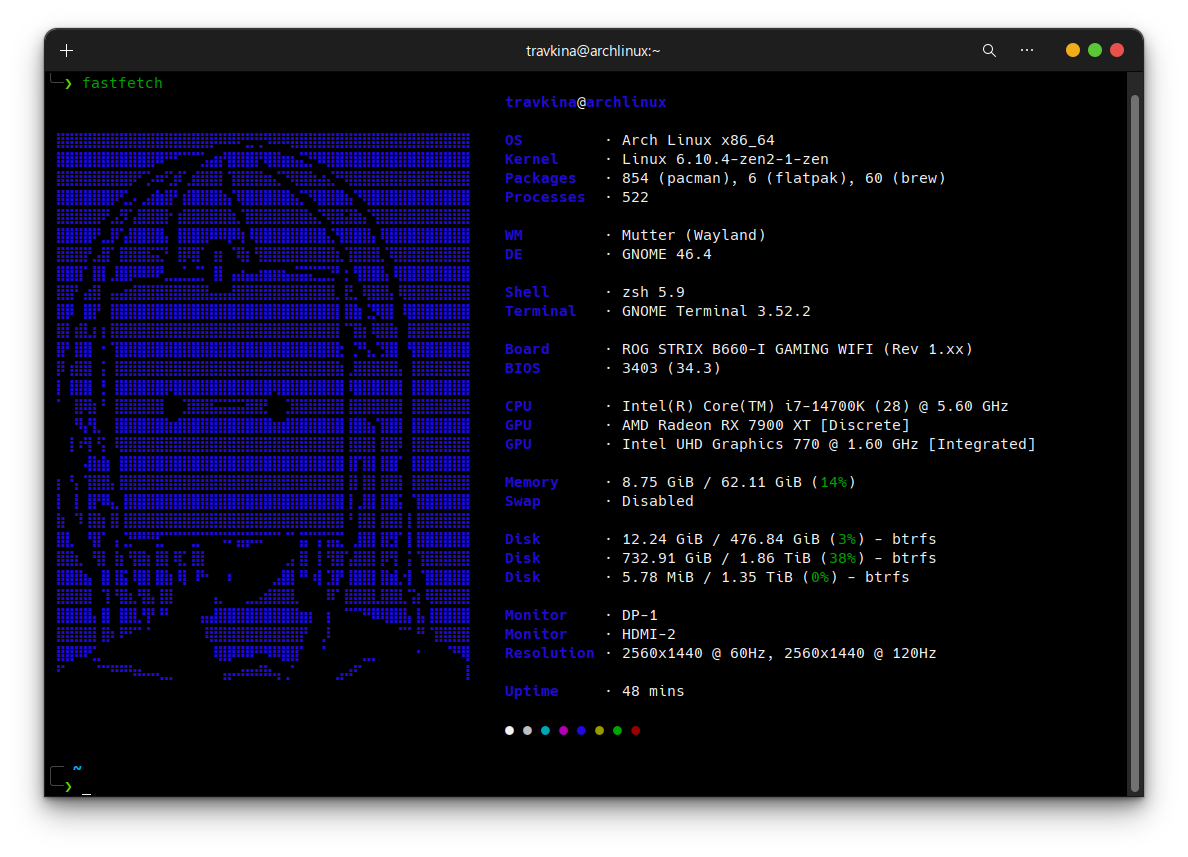 travkina@archlinux:~
❯ fastfetch
travkina@archlinux
OS · Arch Linux x86_64
Kernel · Linux 6.10.4-zen2-1-zen
Packages · 854 (pacman), 6 (flatpak), 60 (brew)
Processes · 522
WM · Mutter (Wayland)
DE · GNOME 46.4
Shell · zsh 5.9
Terminal · GNOME Terminal 3.52.2
Board · ROG STRIX B660-I GAMING WIFI (Rev 1.xx)
BIOS · 3403 (34.3)
CPU · Intel(R) Core(TM) i7-14700K (28) @ 5.60 GHz
GPU · AMD Radeon RX 7900 XT [Discrete]
GPU · Intel UHD Graphics 770 @ 1.60 GHz [Integrated]
Memory · 8.75 GiB / 62.11 GiB (14%)
Swap · Disabled
Disk · 12.24 GiB / 476.84 GiB (3%) - btrfs
Disk · 732.91 GiB / 1.86 TiB (38%) - btrfs
Disk · 5.78 MiB / 1.35 TiB (0%) - btrfs
Monitor · DP-1
Monitor · HDMI-2
Resolution · 2560x1440 @ 60Hz, 2560x1440 @ 120Hz
Uptime · 48 mins
~
❯ _